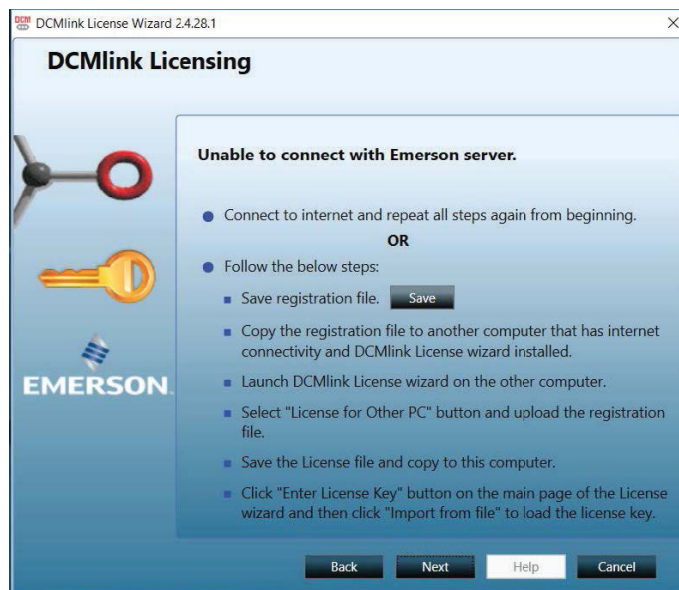 DCM
DCMlink License Wizard 2.4.28.1
DCMlink Licensing
Unable to connect with Emerson server.
Connect to internet and repeat all steps again from beginning.
OR
Follow the below steps:
Save registration file. Save
Copy the registration file to another computer that has internet
connectivity and DCMlink License wizard installed.
Launch DCMlink License wizard on the other computer.
Select "License for Other PC" button and upload the registration
file.
Save the License file and copy to this computer.
Click "Enter License Key" button on the main page of the License
wizard and then click "Import from file" to load the license key.
EMERSON
Back Next Help Cancel